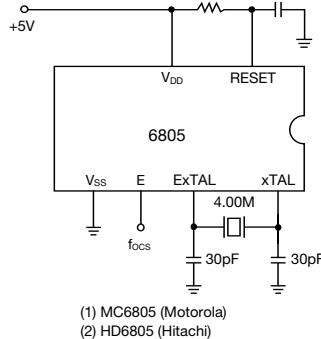 +5V
VDD RESET
6805
VSS E ExTAL xTAL
4.00M
fOCS
30pF 30pF
(1) MC6805 (Motorola)
(2) HD6805 (Hitachi)